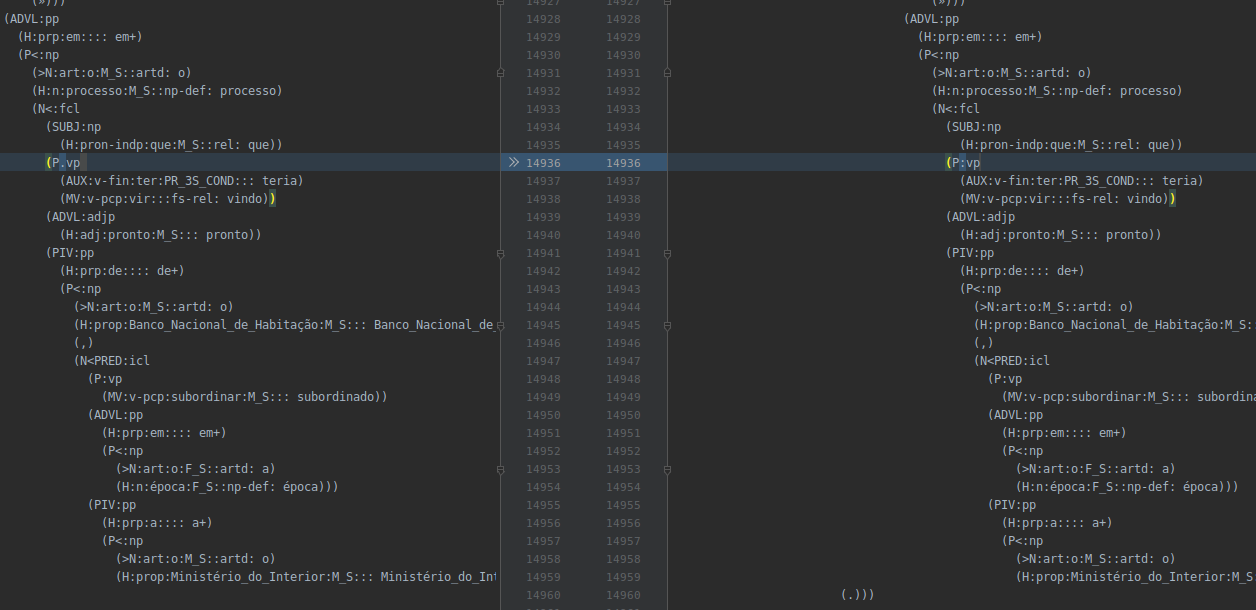 (»))) 14927 14927 (»)))
(ADVL:pp 14928 14928 (ADVL:pp
(H:prp:em:::: em+) 14929 14929 (H:prp:em:::: em+)
(P<:np 14930 14930 (P<:np
(>N:art:o:M_S::artd: o) 14931 14931 (>N:art:o:M_S::artd: o)
(H:n:processo:M_S::np-def: processo) 14932 14932 (H:n:processo:M_S::np-def: processo)
(N<:fcl 14933 14933 (N<:fcl
(SUBJ:np 14934 14934 (SUBJ:np
(H:pron-indp:que:M_S::rel: que)) 14935 14935 (H:pron-indp:que:M_S::rel: que))
(P.vp » 14936 14936 (P:vp
(AUX:v-fin:ter:PR_3S_COND::: teria) 14937 14937 (AUX:v-fin:ter:PR_3S_COND::: teria)
(MV:v-pcp:vir:::fs-rel: vindo)) 14938 14938 (MV:v-pcp:vir:::fs-rel: vindo))
(ADVL:adjp 14939 14939 (ADVL:adjp
(H:adj:pronto:M_S::: pronto)) 14940 14940 (H:adj:pronto:M_S::: pronto))
(PIV:pp 14941 14941 (PIV:pp
(H:prp:de:::: de+) 14942 14942 (H:prp:de:::: de+)
(P<:np 14943 14943 (P<:np
(>N:art:o:M_S::artd: o) 14944 14944 (>N:art:o:M_S::artd: o)
(H:prop:Banco_Nacional_de_Habitação:M_S::: Banco_Nacional_de_ 14945 14945 (H:prop:Banco_Nacional_de_Habitação:M_S::
(,) 14946 14946 (,)
(N<PRED:icl 14947 14947 (N<PRED:icl
(P:vp 14948 14948 (P:vp
(MV:v-pcp:subordinar:M_S::: subordinado)) 14949 14949 (MV:v-pcp:subordinar:M_S::: subordina
(ADVL:pp 14950 14950 (ADVL:pp
(H:prp:em:::: em+) 14951 14951 (H:prp:em:::: em+)
(P<:np 14952 14952 (P<:np
(>N:art:o:F_S::artd: a) 14953 14953 (>N:art:o:F_S::artd: a)
(H:n:época:F_S::np-def: época))) 14954 14954 (H:n:época:F_S::np-def: época)))
(PIV:pp 14955 14955 (PIV:pp
(H:prp:a:::: a+) 14956 14956 (H:prp:a:::: a+)
(P<:np 14957 14957 (P<:np
(>N:art:o:M_S::artd: o) 14958 14958 (>N:art:o:M_S::artd: o)
(H:prop:Ministério_do_Interior:M_S::: Ministério_do_Int 14959 14959 (H:prop:Ministério_do_Interior:M_S
14960 14960 (.)))